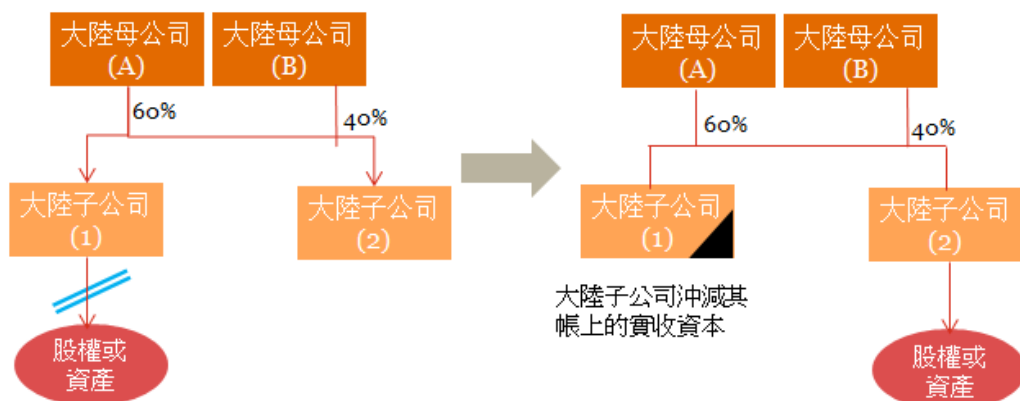 大陸母公司
(A)
大陸母公司
(B)
60%
40%
大陸子公司
(1)
大陸子公司
(2)
股權或
資產
大陸母公司
(A)
大陸母公司
(B)
60%
40%
大陸子公司
(1)
大陸子公司
(2)
大陸子公司沖減其
帳上的實收資本
股權或
資產